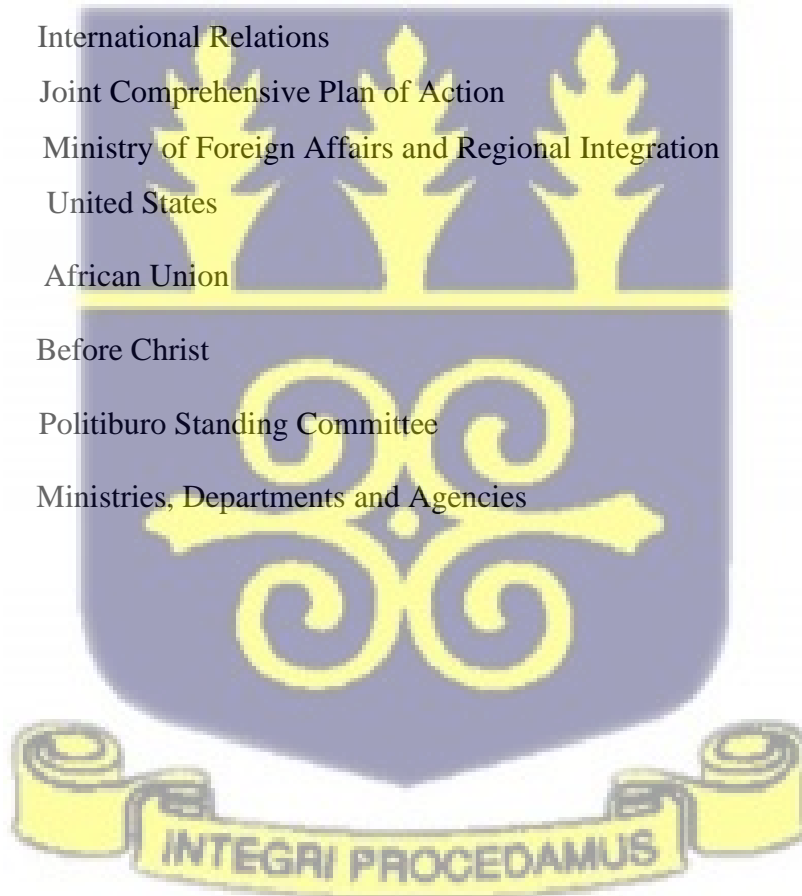 International Relations
Joint Comprehensive Plan of Action
Ministry of Foreign Affairs and Regional Integration
United States
African Union
Before Christ
Politiburo Standing Committee
Ministries, Departments and Agencies
INTEGRI PROCEDAMUS